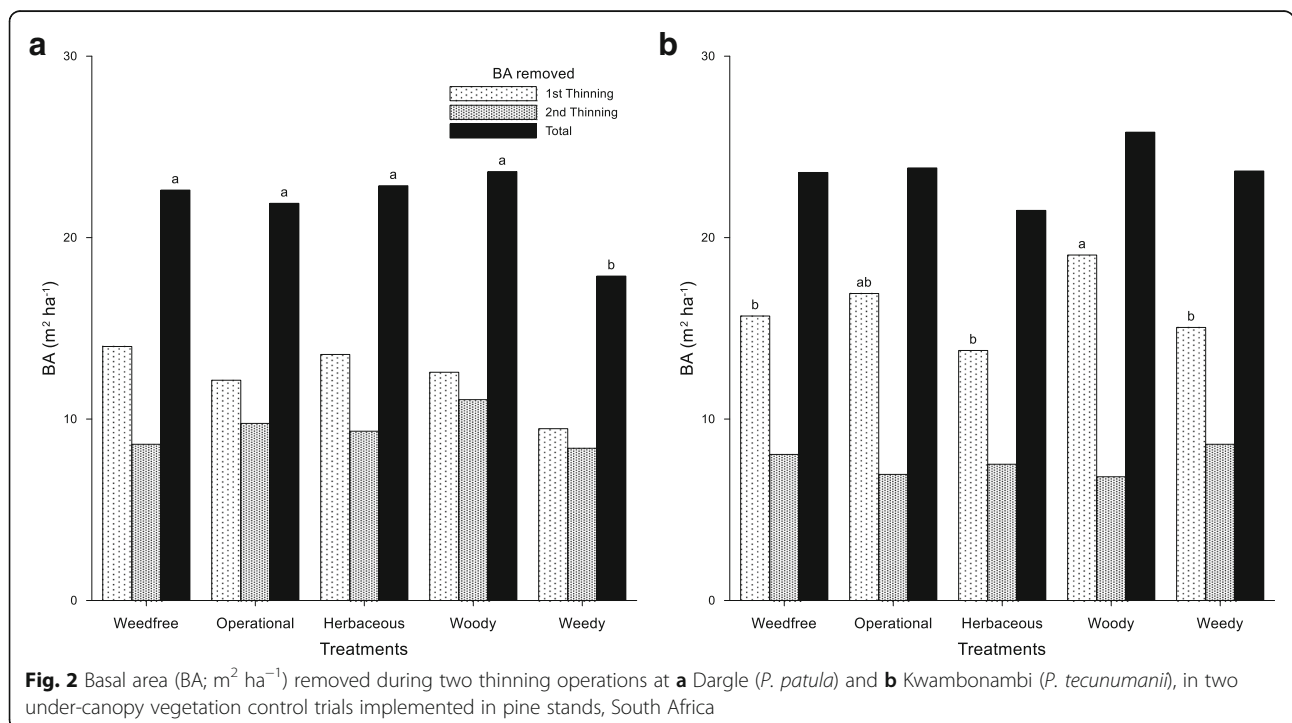 a
30
20
10
0
BA (m² ha⁻¹)
BA removed
1st Thinning
2nd Thinning
Total
a a a a b
Weedfree Operational Herbaceous Woody Weedy
Treatments
b
30
20
10
0
BA (m² ha⁻¹)
b ab b a b
Weedfree Operational Herbaceous Woody Weedy
Treatments
Fig. 2 Basal area (BA; m² ha⁻¹) removed during two thinning operations at a Dargle (P. patula) and b Kwambonambi (P. tecunumanii), in two
under-canopy vegetation control trials implemented in pine stands, South Africa